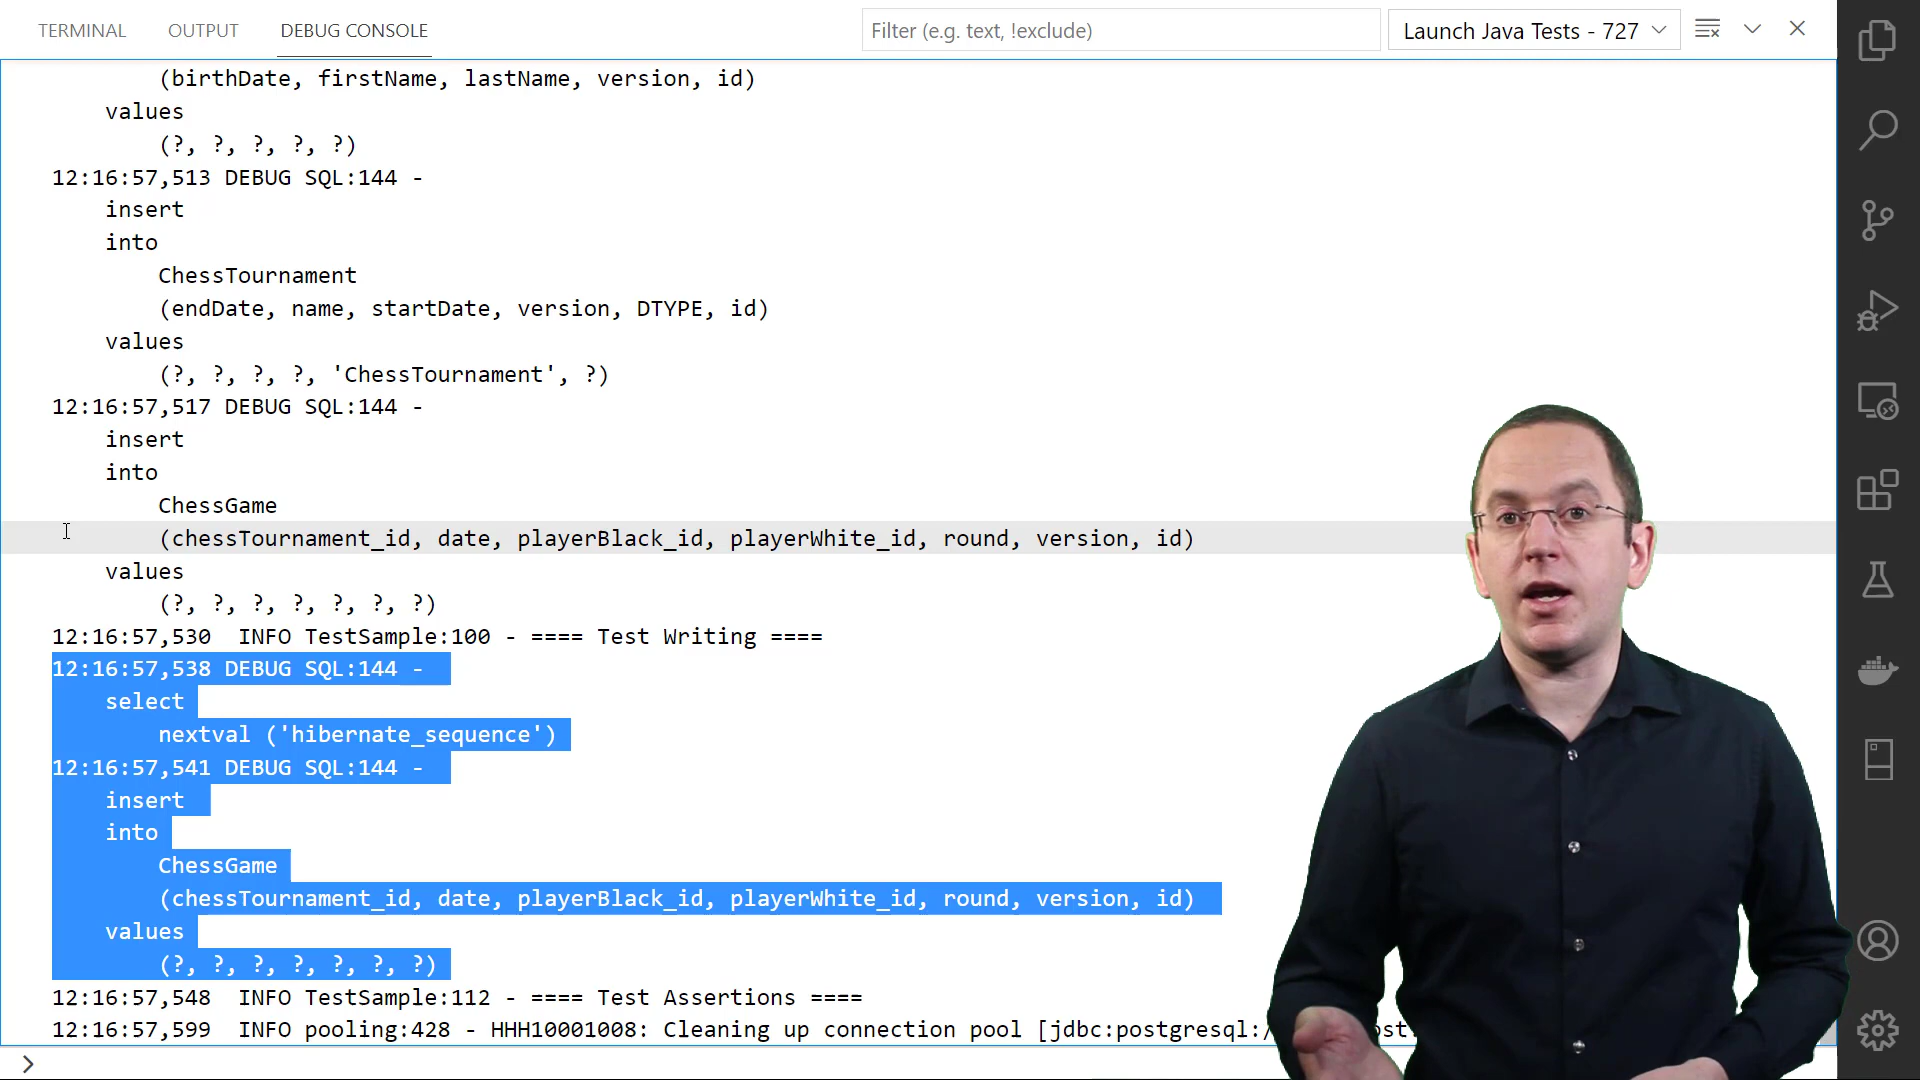 TERMINAL OUTPUT DEBUG CONSOLE Filter (e.g. text, !exclude) Launch Java Tests - 727
(birthDate, firstName, lastName, version, id)
values
(?, ?, ?, ?, ?)
12:16:57,513 DEBUG SQL:144 -
insert
into
ChessTournament
(endDate, name, startDate, version, DTYPE, id)
values
(?, ?, ?, ?, 'ChessTournament', ?)
12:16:57,517 DEBUG SQL:144 -
insert
into
ChessGame
(chessTournament_id, date, playerBlack_id, playerWhite_id, round, version, id)
values
(?, ?, ?, ?, ?, ?, ?)
12:16:57,530 INFO TestSample:100 - ==== Test Writing ====
12:16:57,538 DEBUG SQL:144 -
select
nextval ('hibernate_sequence')
12:16:57,541 DEBUG SQL:144 -
insert
into
ChessGame
(chessTournament_id, date, playerBlack_id, playerWhite_id, round, version, id)
values
(?, ?, ?, ?, ?, ?, ?)
12:16:57,548 INFO TestSample:112 - ==== Test Assertions ====
12:16:57,599 INFO pooling:428 - HHH10001008: Cleaning up connection pool [jdbc:postgresql:/